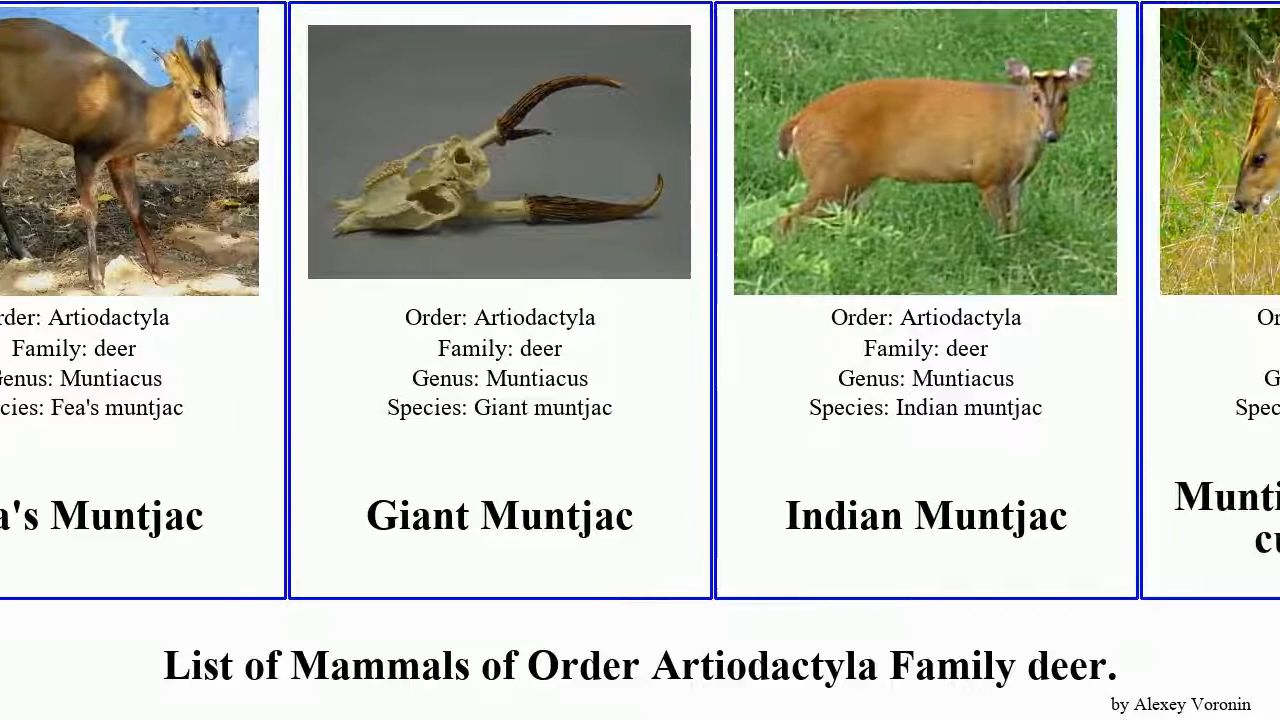 rder: Artiodactyla
Family: deer
Genus: Muntiacus
cies: Fea's muntjac
a's Muntjac
Order: Artiodactyla
Family: deer
Genus: Muntiacus
Species: Giant muntjac
Giant Muntjac
Order: Artiodactyla
Family: deer
Genus: Muntiacus
Species: Indian muntjac
Indian Muntjac
Or
G
Spec
Munti
cu
List of Mammals of Order Artiodactyla Family deer.
by Alexey Voronin